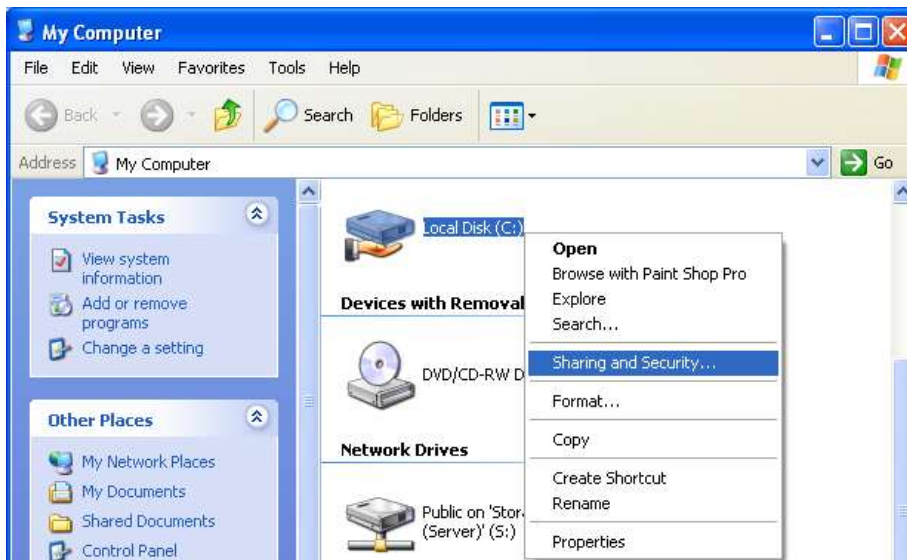 My Computer
File Edit View Favorites Tools Help
Back Search Folders
Address My Computer Go
System Tasks
View system
information
Add or remove
programs
Change a setting
Other Places
My Network Places
My Documents
Shared Documents
Control Panel
Local Disk (C:)
Devices with Removal
DVD/CD-RW D
Network Drives
Public on 'Stor
(Server)' (S:)
Open
Browse with Paint Shop Pro
Explore
Search...
Sharing and Security...
Format...
Copy
Create Shortcut
Rename
Properties